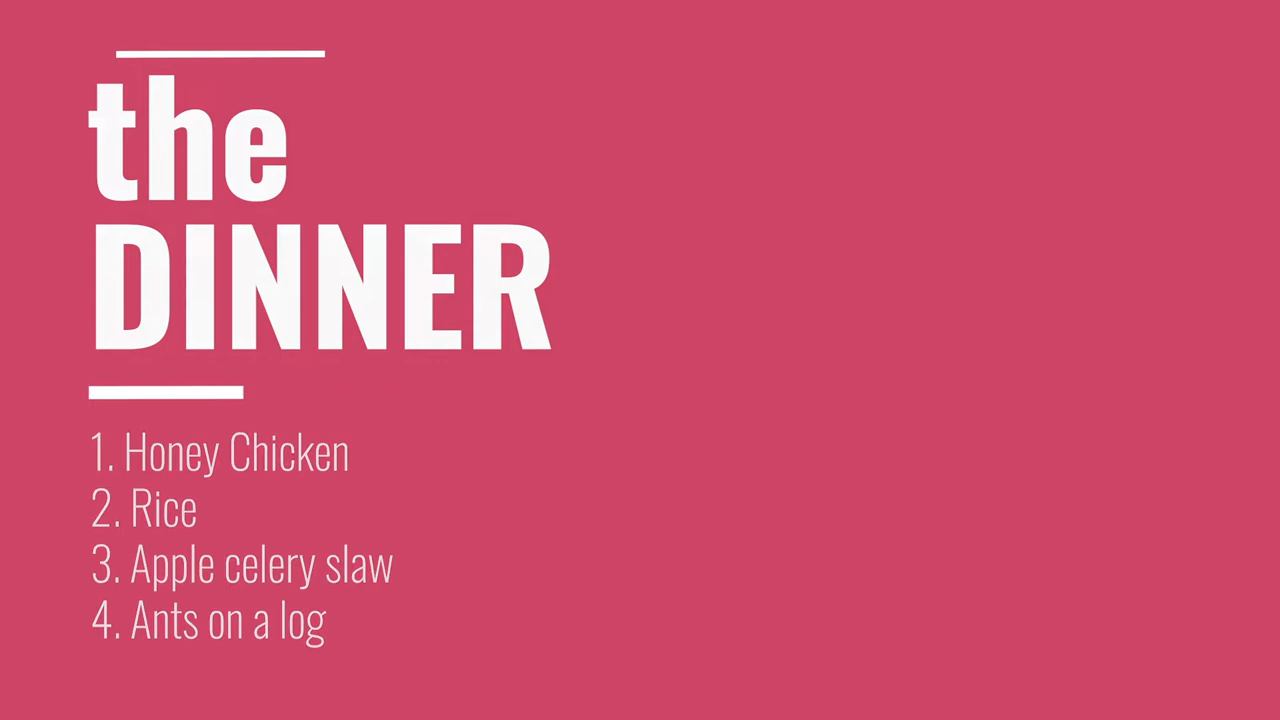 the
DINNER
1. Honey Chicken
2. Rice
3. Apple celery slaw
4. Ants on a log